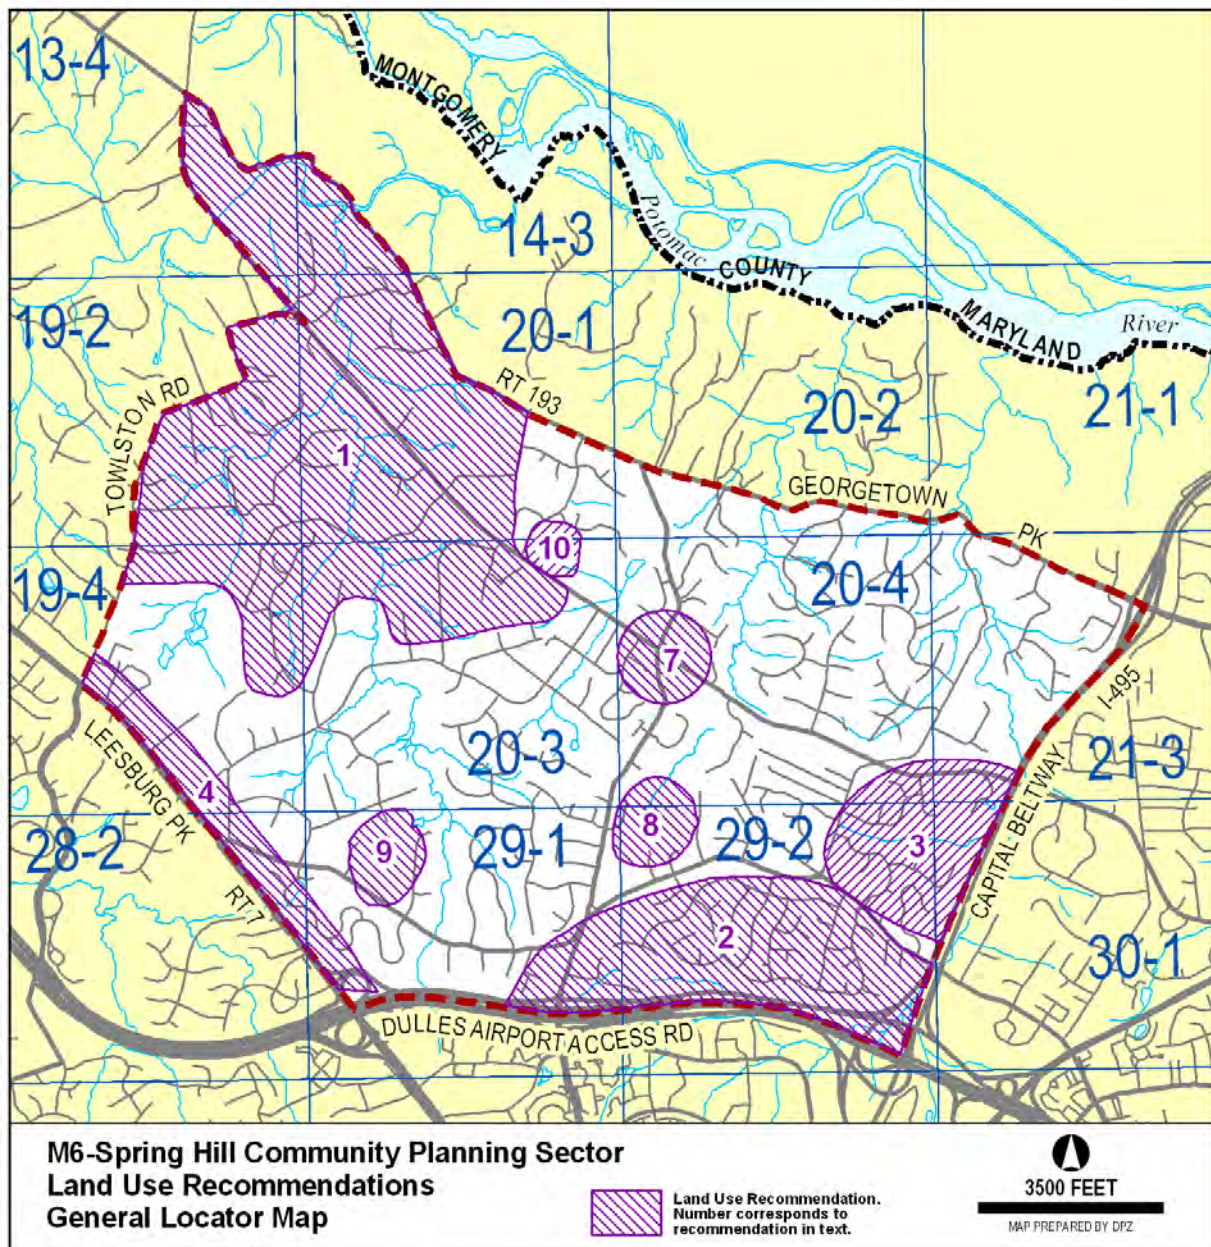 13-4
MONTGOMERY
14-3
Potomac
COUNTY
MARYLAND
River
19-2
20-1
RT 193
20-2
21-1
TOWLSTON RD
1
GEORGETOWN
PK
10
19-4
20-4
7
I-495
LEESBURG PK
4
20-3
21-3
28-2
9
29-1
8
29-2
3
CAPITAL BELTWAY
RT 7
2
30-1
DULLES AIRPORT ACCESS RD
M6-Spring Hill Community Planning Sector
Land Use Recommendations
General Locator Map
Land Use Recommendation.
Number corresponds to
recommendation in text.
3500 FEET
MAP PREPARED BY DPZ